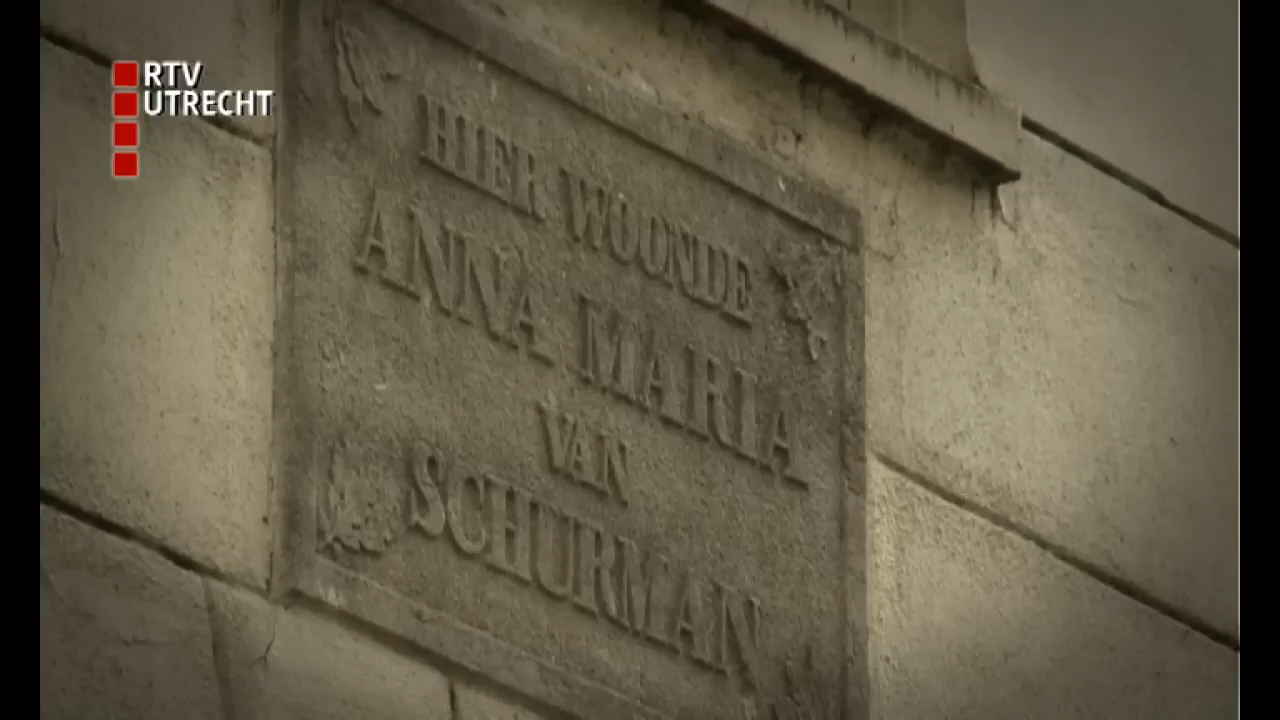 RTV
UTRECHT
HIER WOONDE
ANNA MARIA
VAN
SCHURMAN